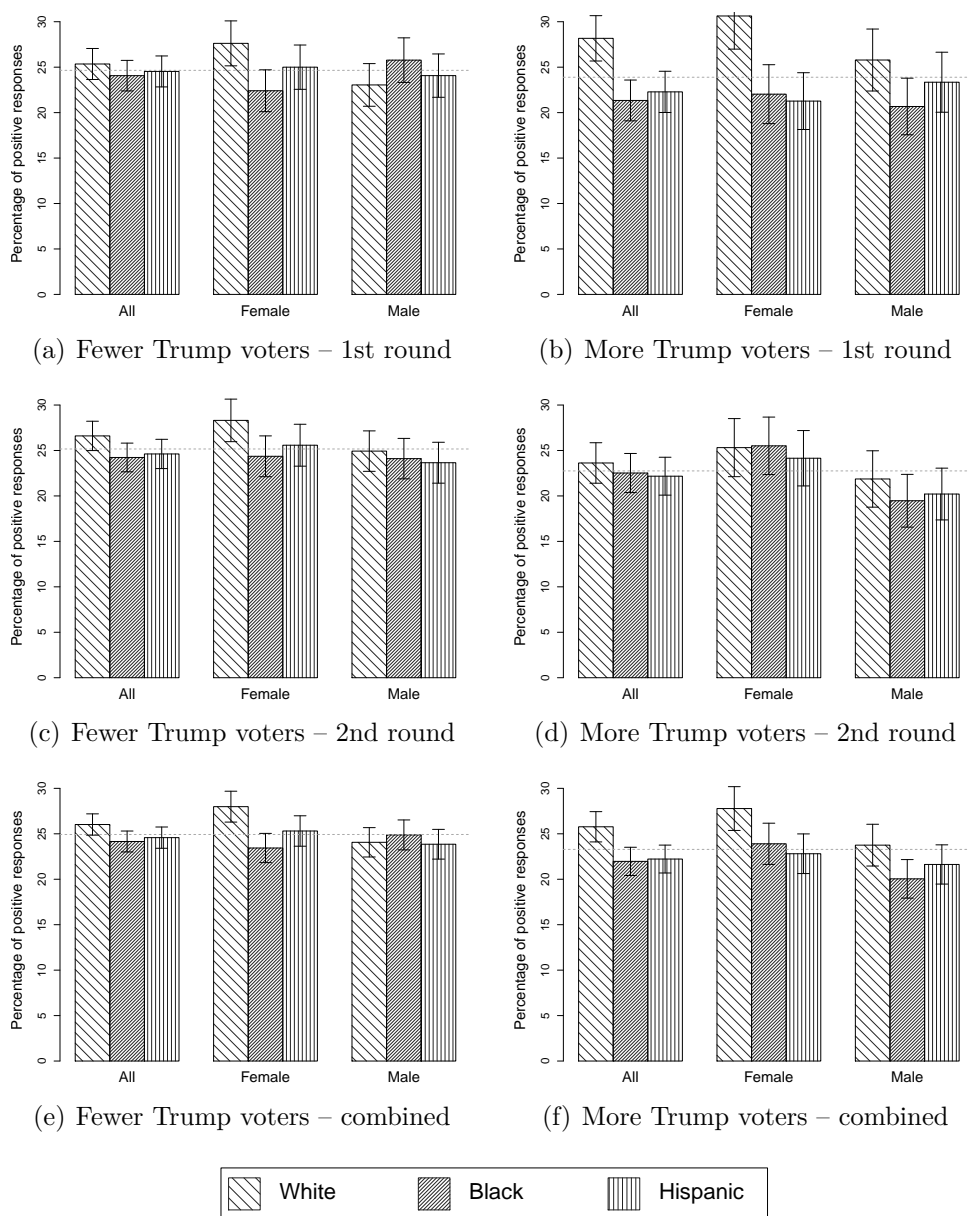 Percentage of positive responses
30
25
20
15
10
5
0
All Female Male
(a) Fewer Trump voters – 1st round
Percentage of positive responses
30
25
20
15
10
5
0
All Female Male
(b) More Trump voters – 1st round
Percentage of positive responses
30
25
20
15
10
5
0
All Female Male
(c) Fewer Trump voters – 2nd round
Percentage of positive responses
30
25
20
15
10
5
0
All Female Male
(d) More Trump voters – 2nd round
Percentage of positive responses
30
25
20
15
10
5
0
All Female Male
(e) Fewer Trump voters – combined
Percentage of positive responses
30
25
20
15
10
5
0
All Female Male
(f) More Trump voters – combined
White Black Hispanic